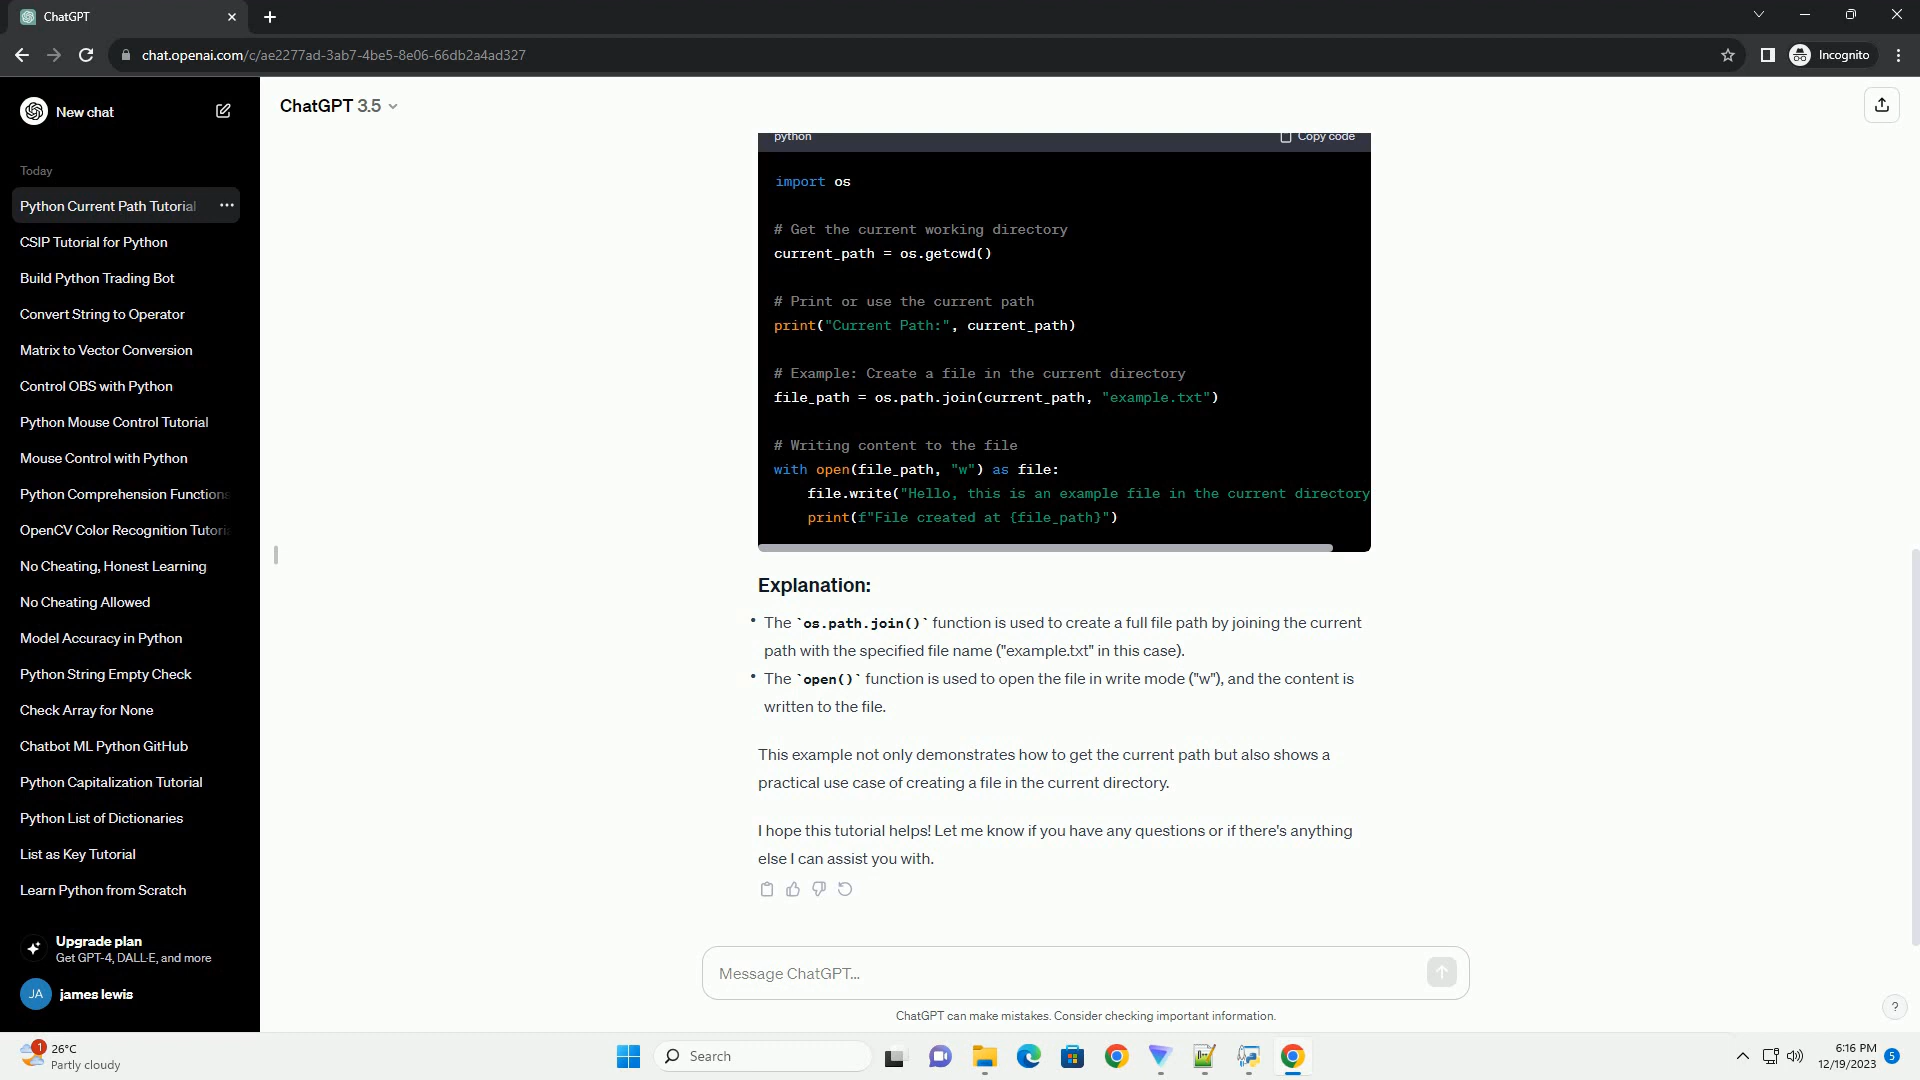 ChatGPT
chat.openai.com/c/ae2277ad-3ab7-4be5-8e06-66db2a4ad327
Incognito
New chat
Today
Python Current Path Tutorial
CSIP Tutorial for Python
Build Python Trading Bot
Convert String to Operator
Matrix to Vector Conversion
Control OBS with Python
Python Mouse Control Tutorial
Mouse Control with Python
Python Comprehension Functions
OpenCV Color Recognition Tutoria
No Cheating, Honest Learning
No Cheating Allowed
Model Accuracy in Python
Python String Empty Check
Check Array for None
Chatbot ML Python GitHub
Python Capitalization Tutorial
Python List of Dictionaries
List as Key Tutorial
Learn Python from Scratch
Upgrade plan
Get GPT-4, DALL·E, and more
JA james lewis
ChatGPT 3.5
python
Copy code
import os
# Get the current working directory
current_path = os.getcwd()
# Print or use the current path
print("Current Path:", current_path)
# Example: Create a file in the current directory
file_path = os.path.join(current_path, "example.txt")
# Writing content to the file
with open(file_path, "w") as file:
    file.write("Hello, this is an example file in the current directory
    print(f"File created at {file_path}")
Explanation:
• The `os.path.join()` function is used to create a full file path by joining the current
path with the specified file name ("example.txt" in this case).
• The `open()` function is used to open the file in write mode ("w"), and the content is
written to the file.
This example not only demonstrates how to get the current path but also shows a
practical use case of creating a file in the current directory.
I hope this tutorial helps! Let me know if you have any questions or if there's anything
else I can assist you with.
Message ChatGPT...
ChatGPT can make mistakes. Consider checking important information.
?
1
26°C
Partly cloudy
Search
6:16 PM
12/19/2023
5